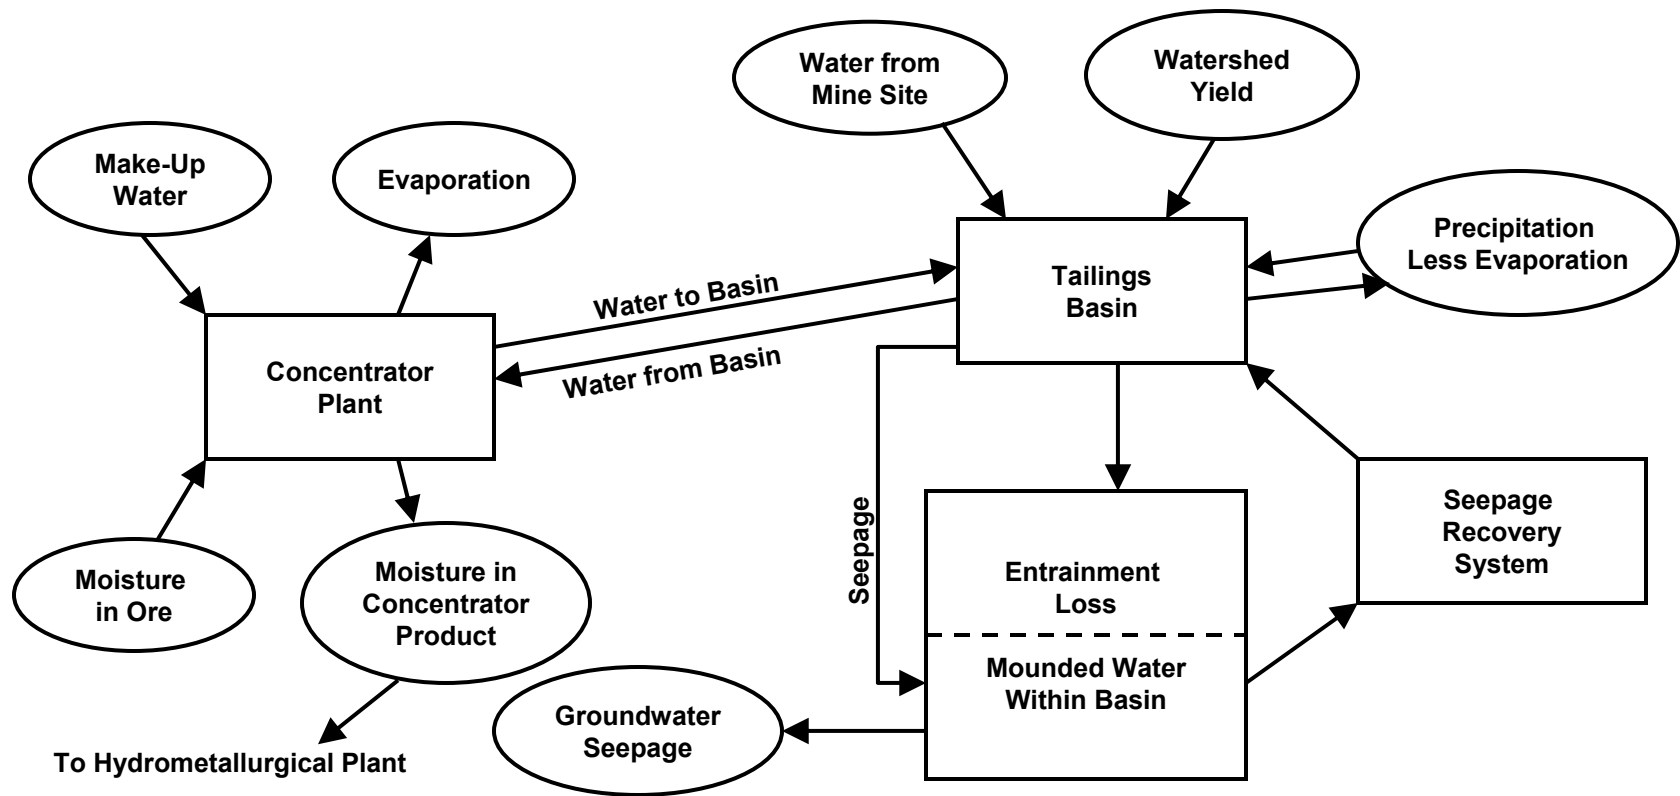 Water from
Mine Site
Watershed
Yield
Make-Up
Water
Evaporation
Precipitation
Less Evaporation
Water to Basin
Water from Basin
Tailings
Basin
Concentrator
Plant
Seepage
Entrainment
Loss
Mounded Water
Within Basin
Seepage
Recovery
System
Moisture
in Ore
Moisture in
Concentrator
Product
Groundwater
Seepage
To Hydrometallurgical Plant